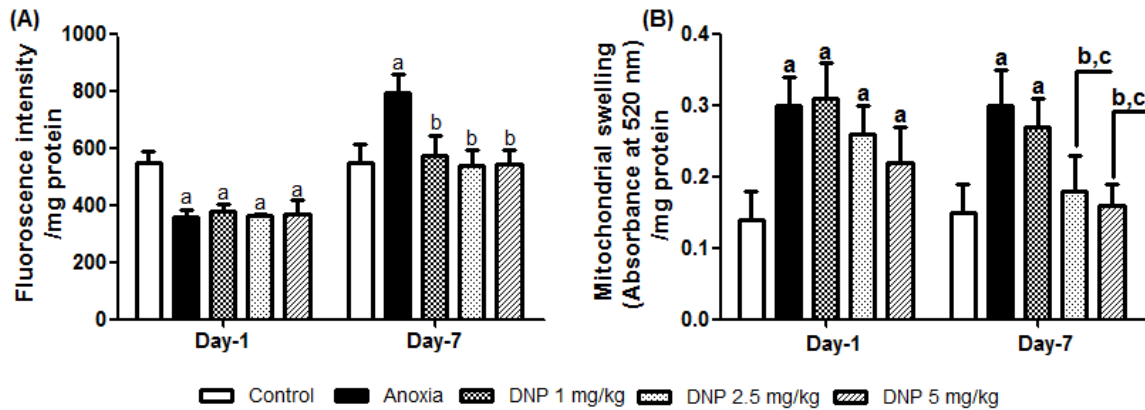 (A)
Fluoroscence intensity
/mg protein
1000
800
600
400
200
0
a
a
a
a
a
b
b
b
Day-1
Day-7
(B)
Mitochondrial swelling
(Absorbance at 520 nm)
/mg protein
0.4
0.3
0.2
0.1
0.0
a
a
a
a
a
a
b,c
b,c
Day-1
Day-7
Control
Anoxia
DNP 1 mg/kg
DNP 2.5 mg/kg
DNP 5 mg/kg